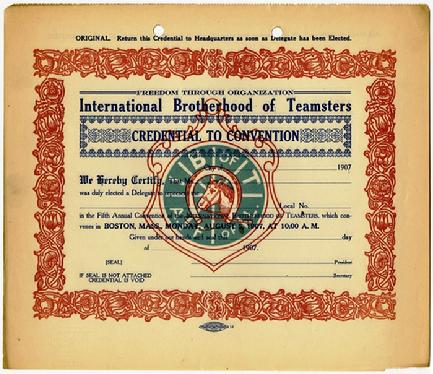 ORIGINAL. Return this Credential to Headquarters as soon as Delegate has been Elected.
FREEDOM THROUGH ORGANIZATION
International Brotherhood of Teamsters
CREDENTIAL TO CONVENTION
1907
We Hereby Certify, That M
was duly elected a Delegate to represent
Local No.
in the Fifth Annual Convention of the INTERNATIONAL BROTHERHOOD OF TEAMSTERS, which con-
venes in BOSTON, MASS., MONDAY, AUGUST 5, 1907, AT 10.00 A. M.
Given under our hands and seal this day
of 1907.
[SEAL] President
IF SEAL IS NOT ATTACHED Secretary
CREDENTIAL IS VOID
I B OF T